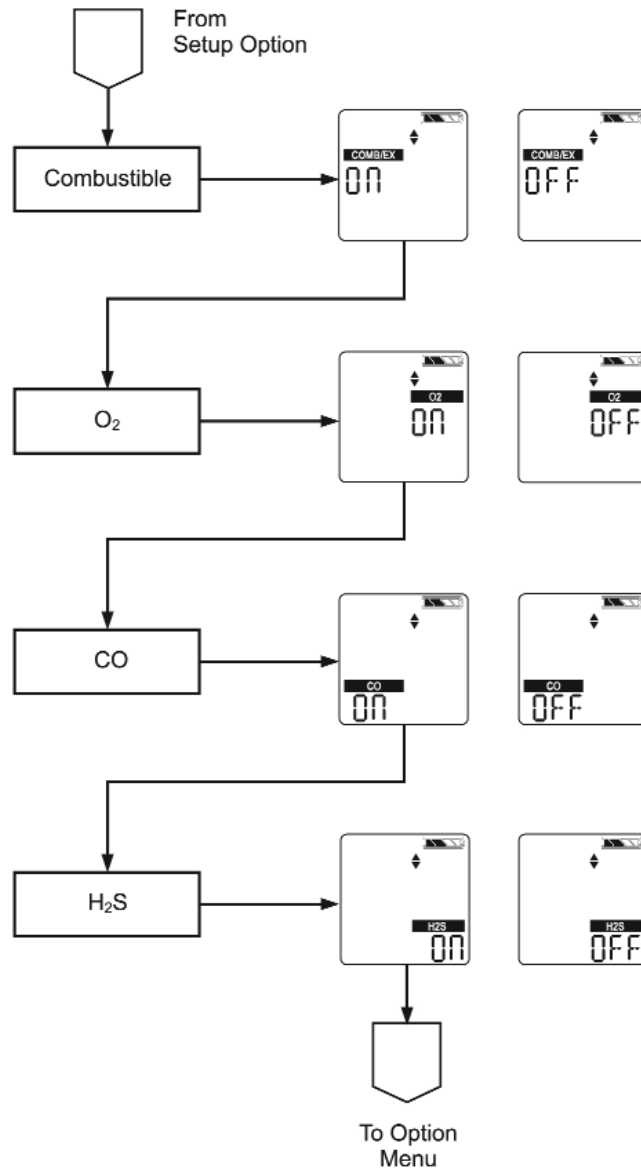 From
Setup Option
Combustible
COMB/EX
ON
COMB/EX
OFF
O₂
O2
ON
O2
OFF
CO
CO
ON
CO
OFF
H₂S
H2S
ON
H2S
OFF
To Option
Menu